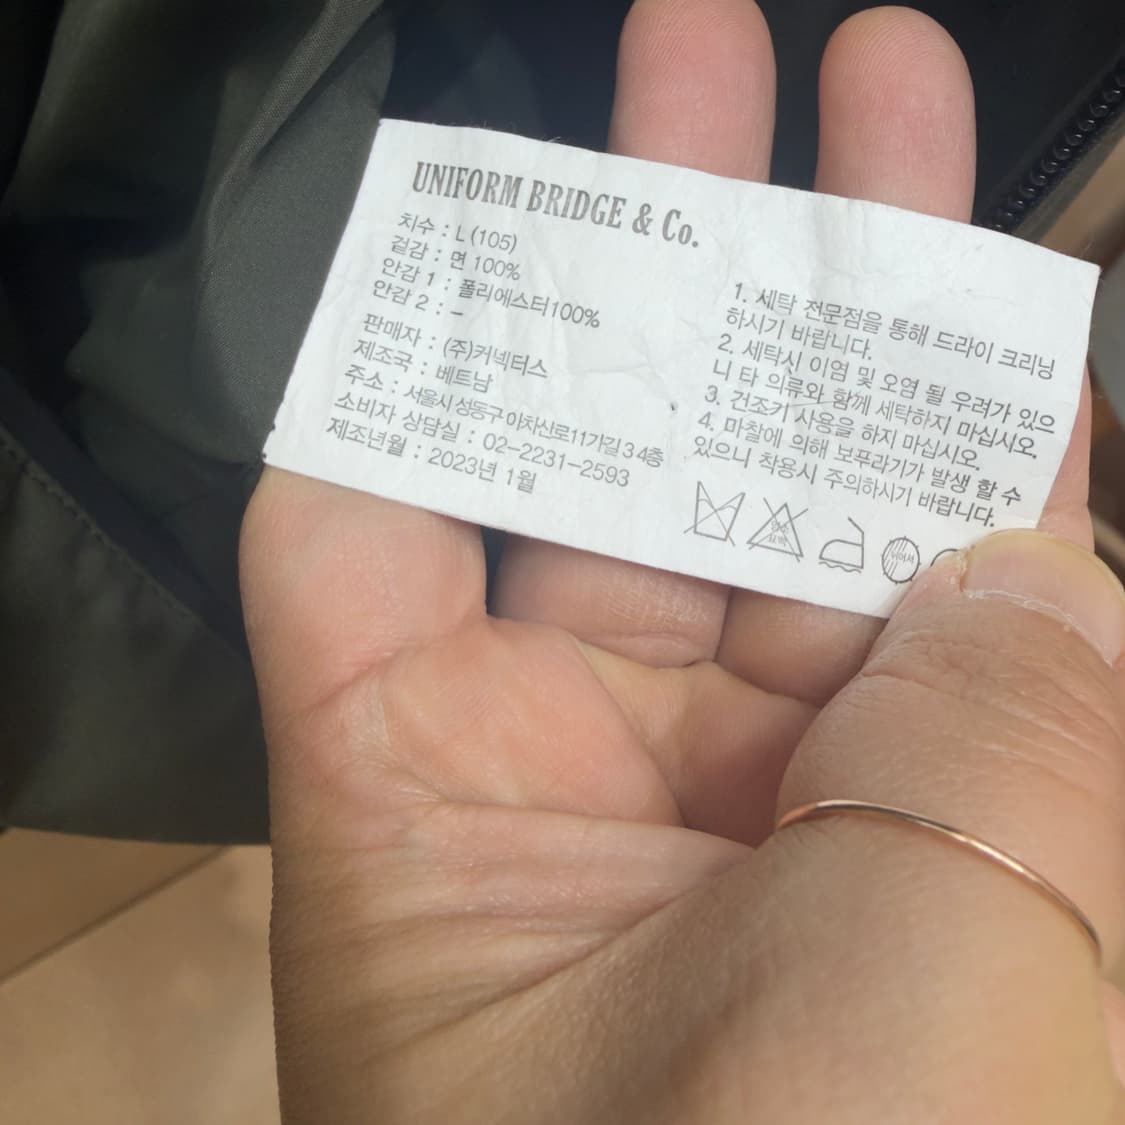 UNIFORM BRIDGE & Co.
치수 : L (105)
겉감 : 면 100%
안감 1 : 폴리에스터100%
안감 2 : –
판매자 : (주)커넥터스
제조국 : 베트남
주소 : 서울시 성동구 아차산로11가길 3 4층
소비자 상담실 : 02-2231-2593
제조년월 : 2023년 1월
1. 세탁 전문점을 통해 드라이 크리닝
하시기 바랍니다.
2. 세탁시 이염 및 오염 될 우려가 있으
니 타 의류와 함께 세탁하지 마십시오.
3. 건조기 사용을 하지 마십시오.
4. 마찰에 의해 보푸라기가 발생 할 수
있으니 착용시 주의하시기 바랍니다.
염소
표백
뉘어서